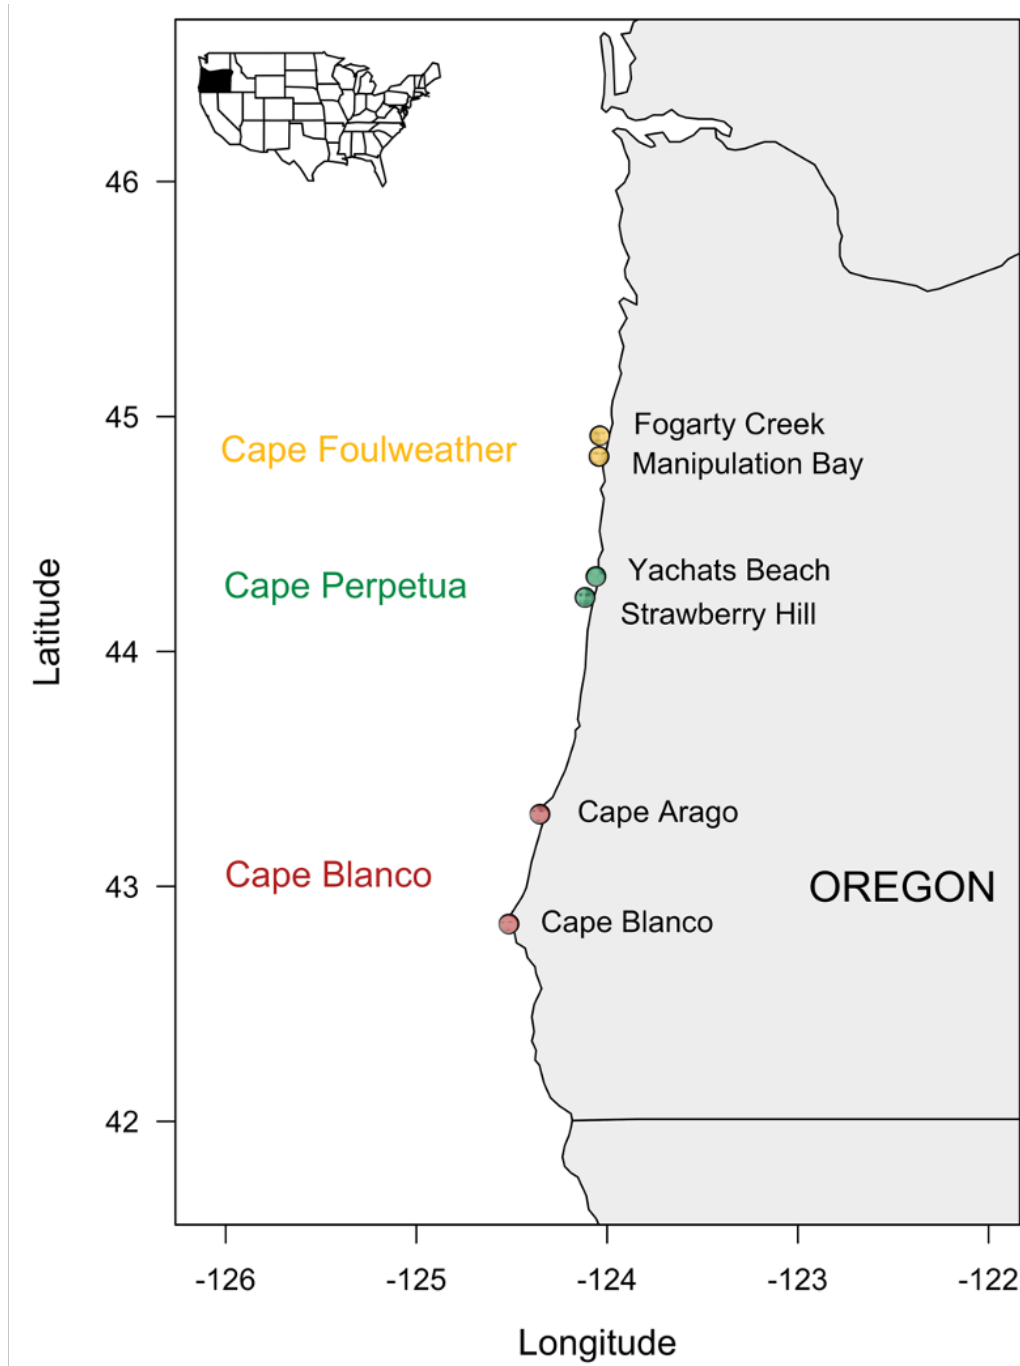 46
45
Fogarty Creek
Cape Foulweather
Manipulation Bay
Yachats Beach
Cape Perpetua
Strawberry Hill
Latitude
44
Cape Arago
Cape Blanco
43
OREGON
Cape Blanco
42
-126
-125
-124
-123
-122
Longitude